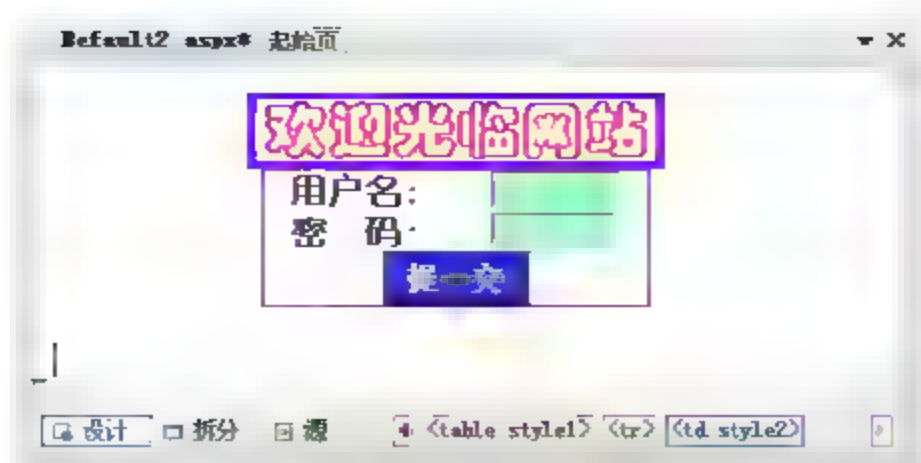 Default2 aspx* 起始页
欢迎光临网站
用户名:
密 码:
提 交
设计 拆分 源 <table style1> <tr> <td style2>